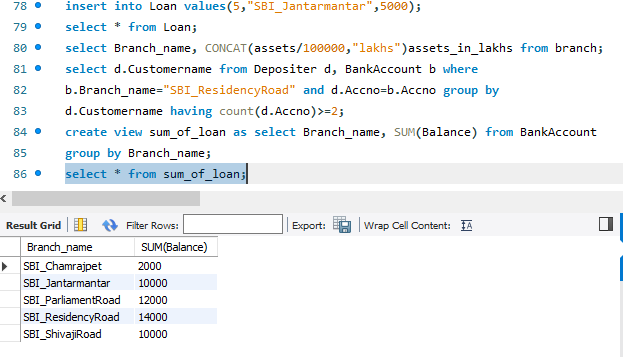 78 insert into Loan values(5,"SBI_Jantarmantar",5000);
79 select * from Loan;
80 select Branch_name, CONCAT(assets/100000,"lakhs")assets_in_lakhs from branch;
81 select d.Customername from Depositer d, BankAccount b where
82 b.Branch_name="SBI_ResidencyRoad" and d.Accno=b.Accno group by
83 d.Customername having count(d.Accno)>=2;
84 create view sum_of_loan as select Branch_name, SUM(Balance) from BankAccount
85 group by Branch_name;
86 select * from sum_of_loan;
Result Grid Filter Rows: Export: Wrap Cell Content: IA
Branch_name SUM(Balance)
SBI_Chamrajpet 2000
SBI_Jantarmantar 10000
SBI_ParliamentRoad 12000
SBI_ResidencyRoad 14000
SBI_ShivajiRoad 10000